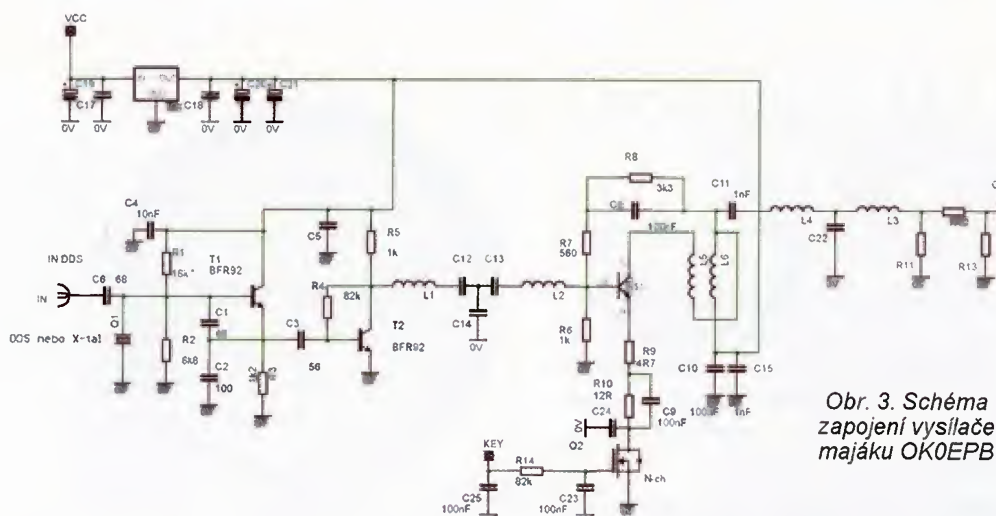 VCC
C17
C18
0V
0V
0V
0V
0V
C4
10nF
IN DDS
C6 68
IN
DDS nebo X-tal
Q1
R1
T1
BFR92
R2
6k8
C1
C2
100
1k2
R3
C3
56
R4
82k
C5
R5
1k
T2
BFR92
L1
C12
C13
C14
0V
L2
R8
3k3
R7
560
R6
1k
C11
1nF
L5
L6
R9
4R7
R10
12R
C24
0V
C9
100nF
C10
C15
1nF
Q2
N-ch
KEY
R14
82k
C25
100nF
C23
100nF
L4
C22
0V
L3
R11
R13
Obr. 3. Schéma
zapojení vysílače
majáku OK0EPB